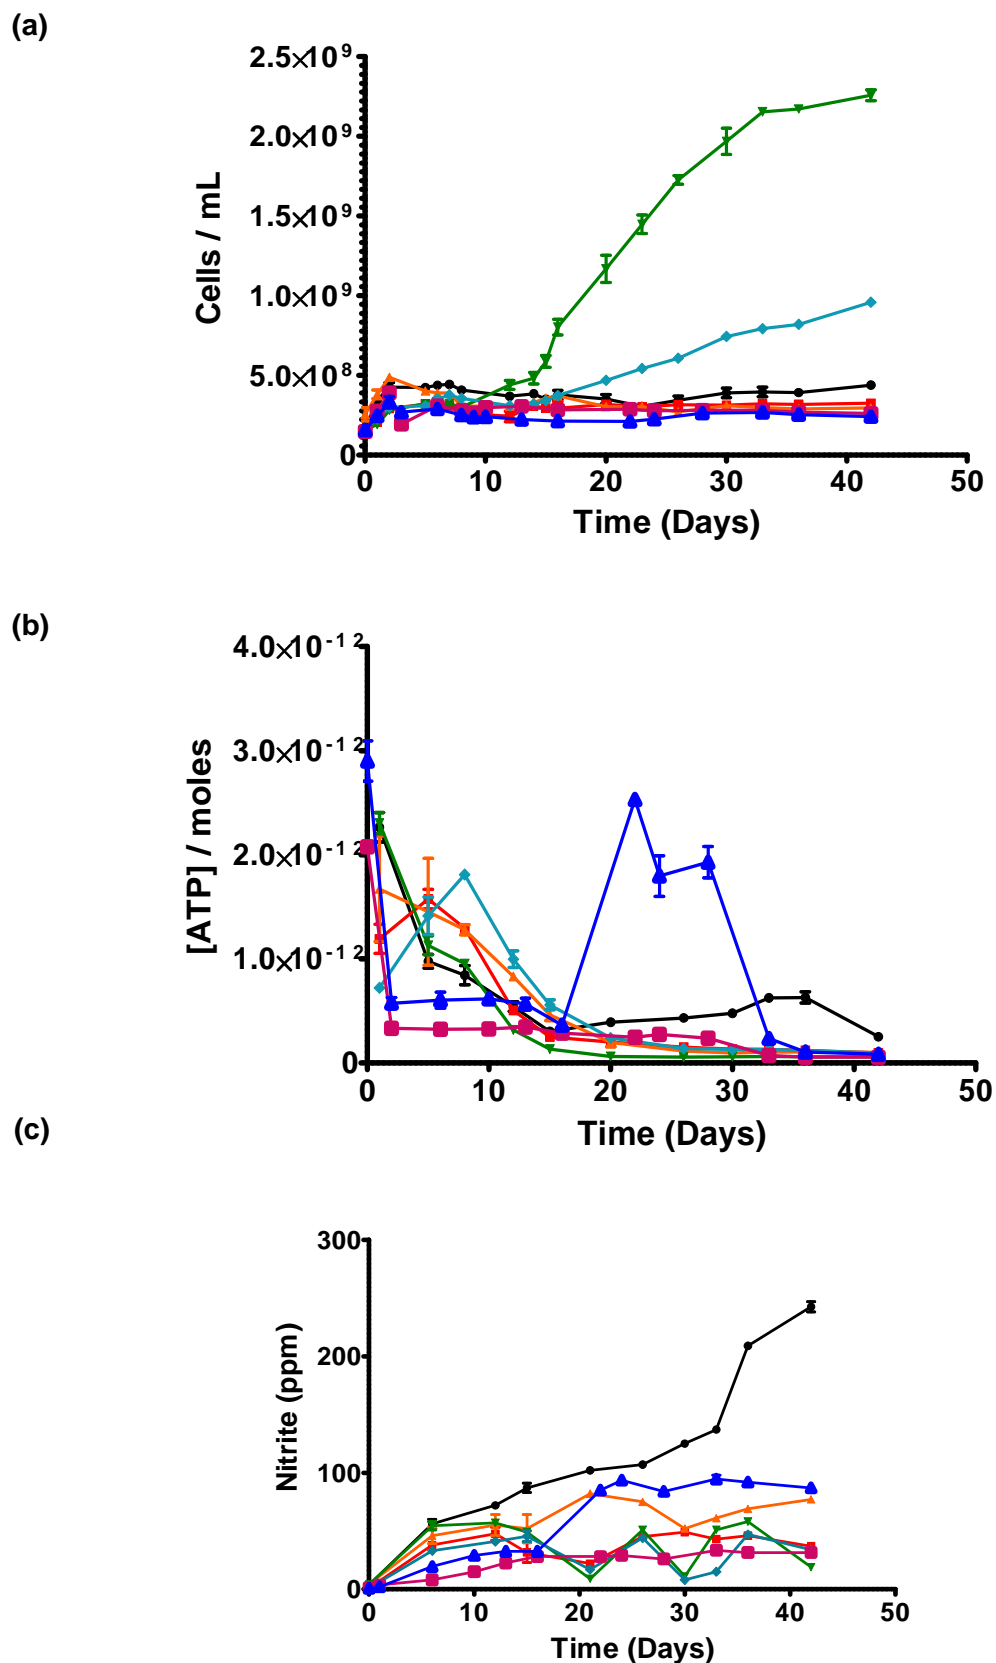 (a)
2.5×10⁹
2.0×10⁹
1.5×10⁹
1.0×10⁹
5.0×10⁸
0
Cells / mL
0 10 20 30 40 50
Time (Days)
(b)
4.0×10⁻¹²
3.0×10⁻¹²
2.0×10⁻¹²
1.0×10⁻¹²
0
[ATP] / moles
0 10 20 30 40 50
Time (Days)
(c)
300
200
100
0
Nitrite (ppm)
0 10 20 30 40 50
Time (Days)